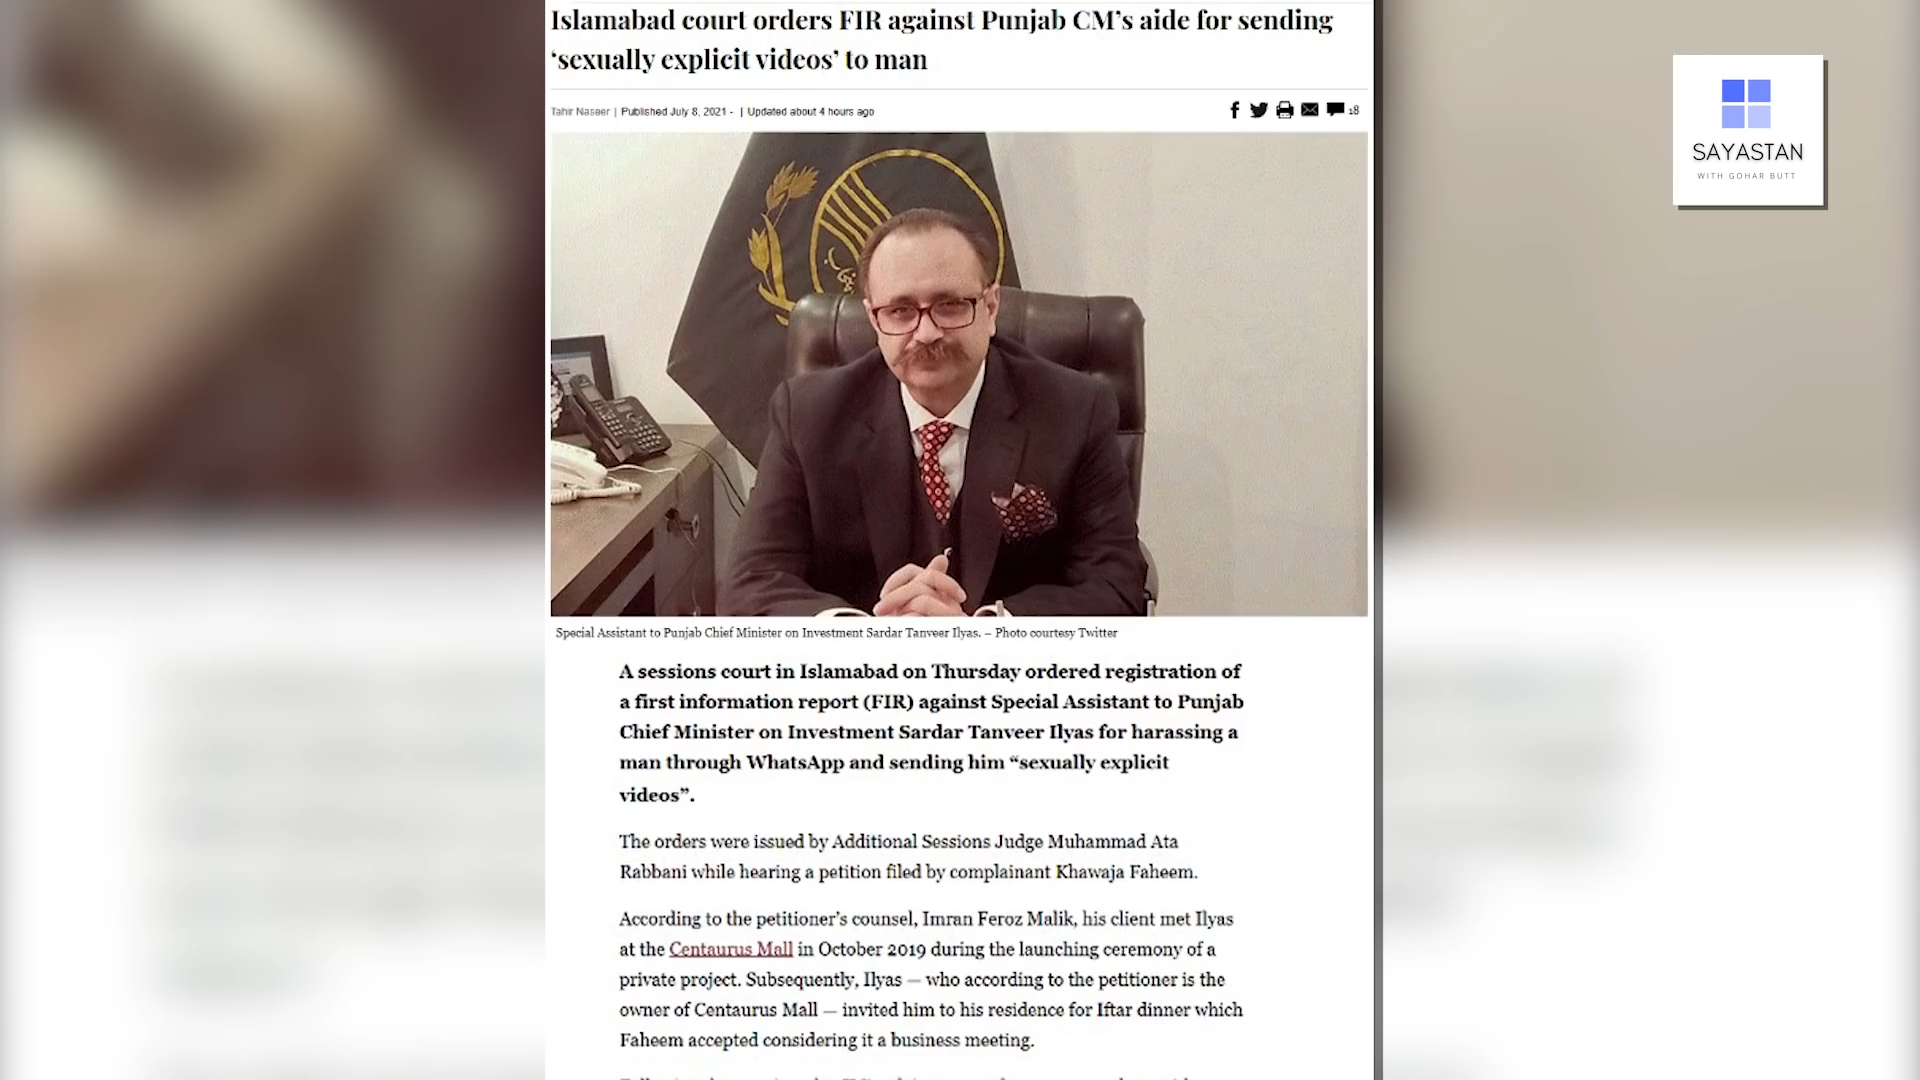 Islamabad court orders FIR against Punjab CM's aide for sending
'sexually explicit videos' to man
Tahir Naseer | Published July 8, 2021 - | Updated about 4 hours ago
18
SAYASTAN
WITH GOHAR BUTT
Special Assistant to Punjab Chief Minister on Investment Sardar Tanveer Ilyas. – Photo courtesy Twitter
A sessions court in Islamabad on Thursday ordered registration of
a first information report (FIR) against Special Assistant to Punjab
Chief Minister on Investment Sardar Tanveer Ilyas for harassing a
man through WhatsApp and sending him “sexually explicit
videos”.
The orders were issued by Additional Sessions Judge Muhammad Ata
Rabbani while hearing a petition filed by complainant Khawaja Faheem.
According to the petitioner's counsel, Imran Feroz Malik, his client met Ilyas
at the Centaurus Mall in October 2019 during the launching ceremony of a
private project. Subsequently, Ilyas — who according to the petitioner is the
owner of Centaurus Mall — invited him to his residence for Iftar dinner which
Faheem accepted considering it a business meeting.